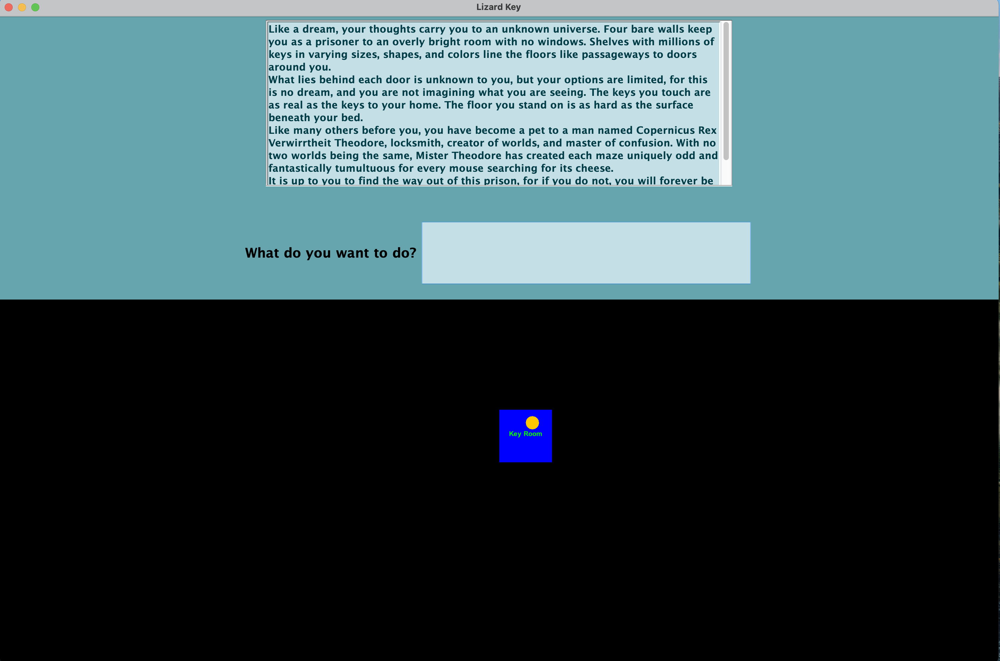 Lizard Key
Like a dream, your thoughts carry you to an unknown universe. Four bare walls keep
you as a prisoner to an overly bright room with no windows. Shelves with millions of
keys in varying sizes, shapes, and colors line the floors like passageways to doors
around you.
What lies behind each door is unknown to you, but your options are limited, for this
is no dream, and you are not imagining what you are seeing. The keys you touch are
as real as the keys to your home. The floor you stand on is as hard as the surface
beneath your bed.
Like many others before you, you have become a pet to a man named Copernicus Rex
Verwirrtheit Theodore, locksmith, creator of worlds, and master of confusion. With no
two worlds being the same, Mister Theodore has created each maze uniquely odd and
fantastically tumultuous for every mouse searching for its cheese.
It is up to you to find the way out of this prison, for if you do not, you will forever be
What do you want to do?
Key Room